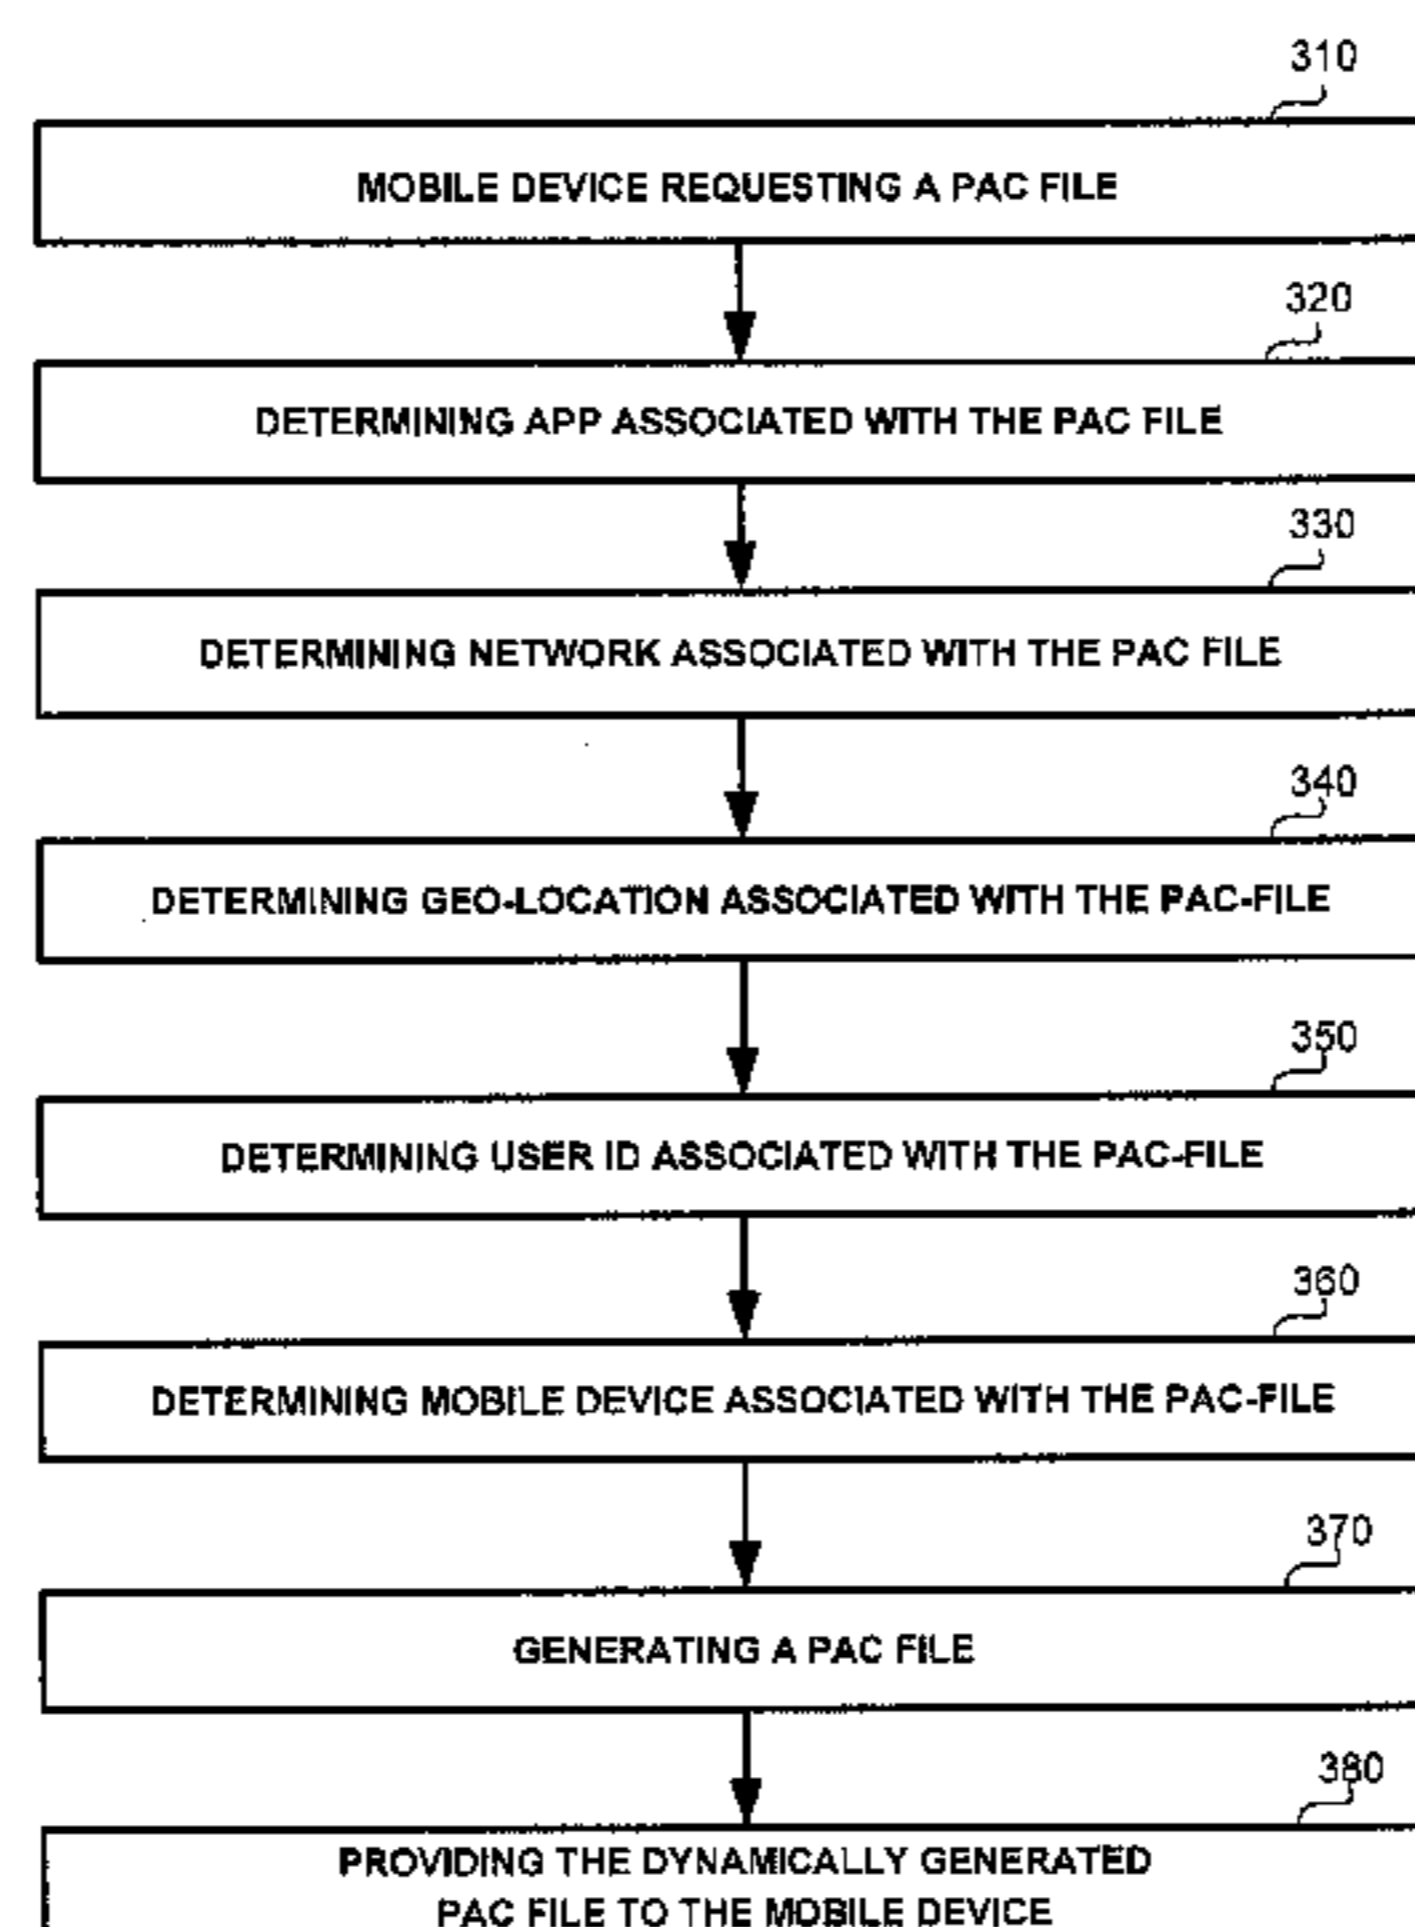 310
MOBILE DEVICE REQUESTING A PAC FILE
320
DETERMINING APP ASSOCIATED WITH THE PAC FILE
330
DETERMINING NETWORK ASSOCIATED WITH THE PAC FILE
340
DETERMINING GEO-LOCATION ASSOCIATED WITH THE PAC-FILE
350
DETERMINING USER ID ASSOCIATED WITH THE PAC-FILE
360
DETERMINING MOBILE DEVICE ASSOCIATED WITH THE PAC-FILE
370
GENERATING A PAC FILE
380
PROVIDING THE DYNAMICALLY GENERATED
PAC FILE TO THE MOBILE DEVICE